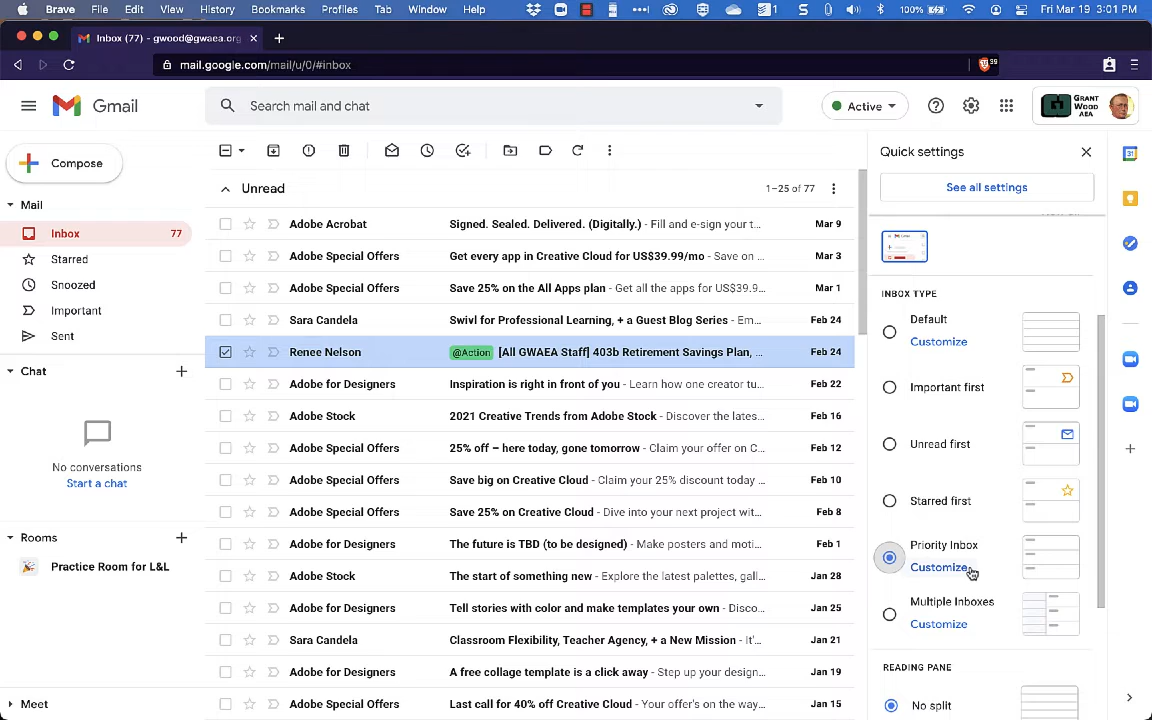 Brave File Edit View History Bookmarks Profiles Tab Window Help 1 100% Fri Mar 19 3:01 PM
Inbox (77) - gwood@gwaea.org
mail.google.com/mail/u/0/#inbox 39
Gmail Search mail and chat Active GRANT WOOD AEA
Compose
Mail
Inbox 77
Starred
Snoozed
Important
Sent
Chat
No conversations
Start a chat
Rooms
Practice Room for L&L
Meet
Unread 1–25 of 77
Adobe Acrobat Signed. Sealed. Delivered. (Digitally.) - Fill and e-sign your t... Mar 9
Adobe Special Offers Get every app in Creative Cloud for US$39.99/mo - Save on ... Mar 3
Adobe Special Offers Save 25% on the All Apps plan - Get all the apps for US$39.9... Mar 1
Sara Candela Swivl for Professional Learning, + a Guest Blog Series - Em... Feb 24
Renee Nelson @Action [All GWAEA Staff] 403b Retirement Savings Plan, ... Feb 24
Adobe for Designers Inspiration is right in front of you - Learn how one creator tu... Feb 22
Adobe Stock 2021 Creative Trends from Adobe Stock - Discover the lates... Feb 16
Adobe Special Offers 25% off – here today, gone tomorrow - Claim your offer on C... Feb 12
Adobe Special Offers Save big on Creative Cloud - Claim your 25% discount today ... Feb 10
Adobe Special Offers Save 25% on Creative Cloud - Dive into your next project wit... Feb 8
Adobe for Designers The future is TBD (to be designed) - Make posters and moti... Feb 1
Adobe Stock The start of something new - Explore the latest palettes, gall... Jan 28
Adobe for Designers Tell stories with color and make templates your own - Disco... Jan 25
Sara Candela Classroom Flexibility, Teacher Agency, + a New Mission - It'... Jan 21
Adobe for Designers A free collage template is a click away - Step up your design... Jan 19
Adobe Special Offers Last call for 40% off Creative Cloud - Your offer's on the way... Jan 15
Quick settings
See all settings
INBOX TYPE
Default
Customize
Important first
Unread first
Starred first
Priority Inbox
Customize
Multiple Inboxes
Customize
READING PANE
No split
31